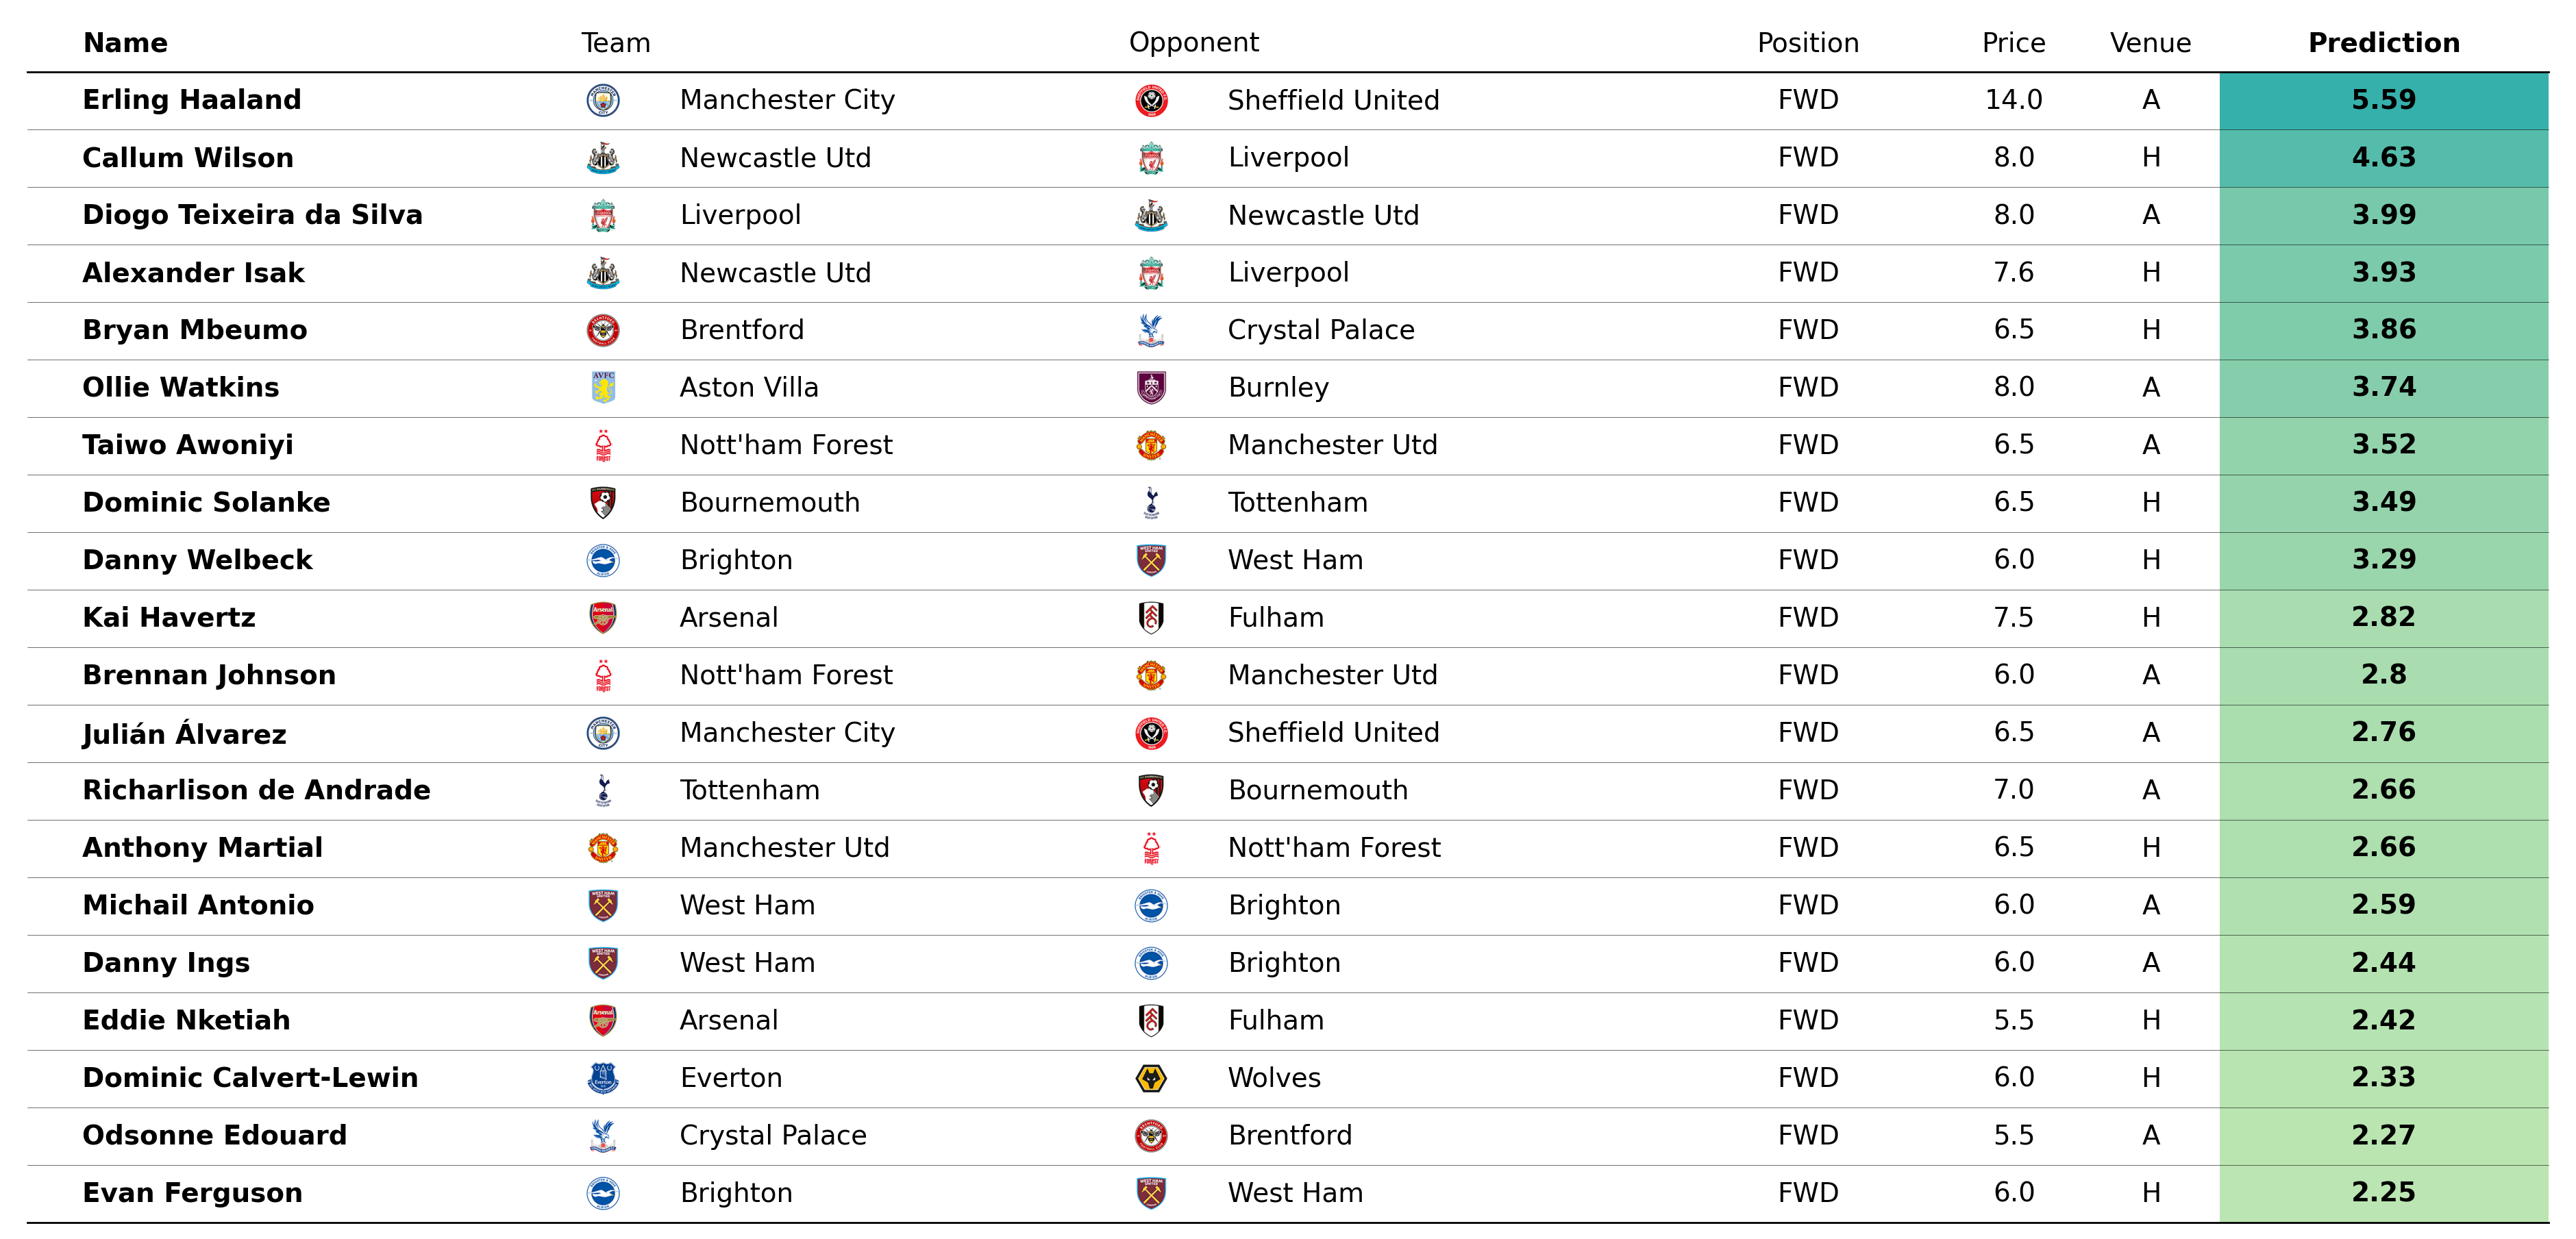 Name Team Opponent Position Price Venue Prediction
Erling Haaland Manchester City Sheffield United FWD 14.0 A 5.59
Callum Wilson Newcastle Utd Liverpool FWD 8.0 H 4.63
Diogo Teixeira da Silva Liverpool Newcastle Utd FWD 8.0 A 3.99
Alexander Isak Newcastle Utd Liverpool FWD 7.6 H 3.93
Bryan Mbeumo Brentford Crystal Palace FWD 6.5 H 3.86
Ollie Watkins Aston Villa Burnley FWD 8.0 A 3.74
Taiwo Awoniyi Nott'ham Forest Manchester Utd FWD 6.5 A 3.52
Dominic Solanke Bournemouth Tottenham FWD 6.5 H 3.49
Danny Welbeck Brighton West Ham FWD 6.0 H 3.29
Kai Havertz Arsenal Fulham FWD 7.5 H 2.82
Brennan Johnson Nott'ham Forest Manchester Utd FWD 6.0 A 2.8
Julián Álvarez Manchester City Sheffield United FWD 6.5 A 2.76
Richarlison de Andrade Tottenham Bournemouth FWD 7.0 A 2.66
Anthony Martial Manchester Utd Nott'ham Forest FWD 6.5 H 2.66
Michail Antonio West Ham Brighton FWD 6.0 A 2.59
Danny Ings West Ham Brighton FWD 6.0 A 2.44
Eddie Nketiah Arsenal Fulham FWD 5.5 H 2.42
Dominic Calvert-Lewin Everton Wolves FWD 6.0 H 2.33
Odsonne Edouard Crystal Palace Brentford FWD 5.5 A 2.27
Evan Ferguson Brighton West Ham FWD 6.0 H 2.25